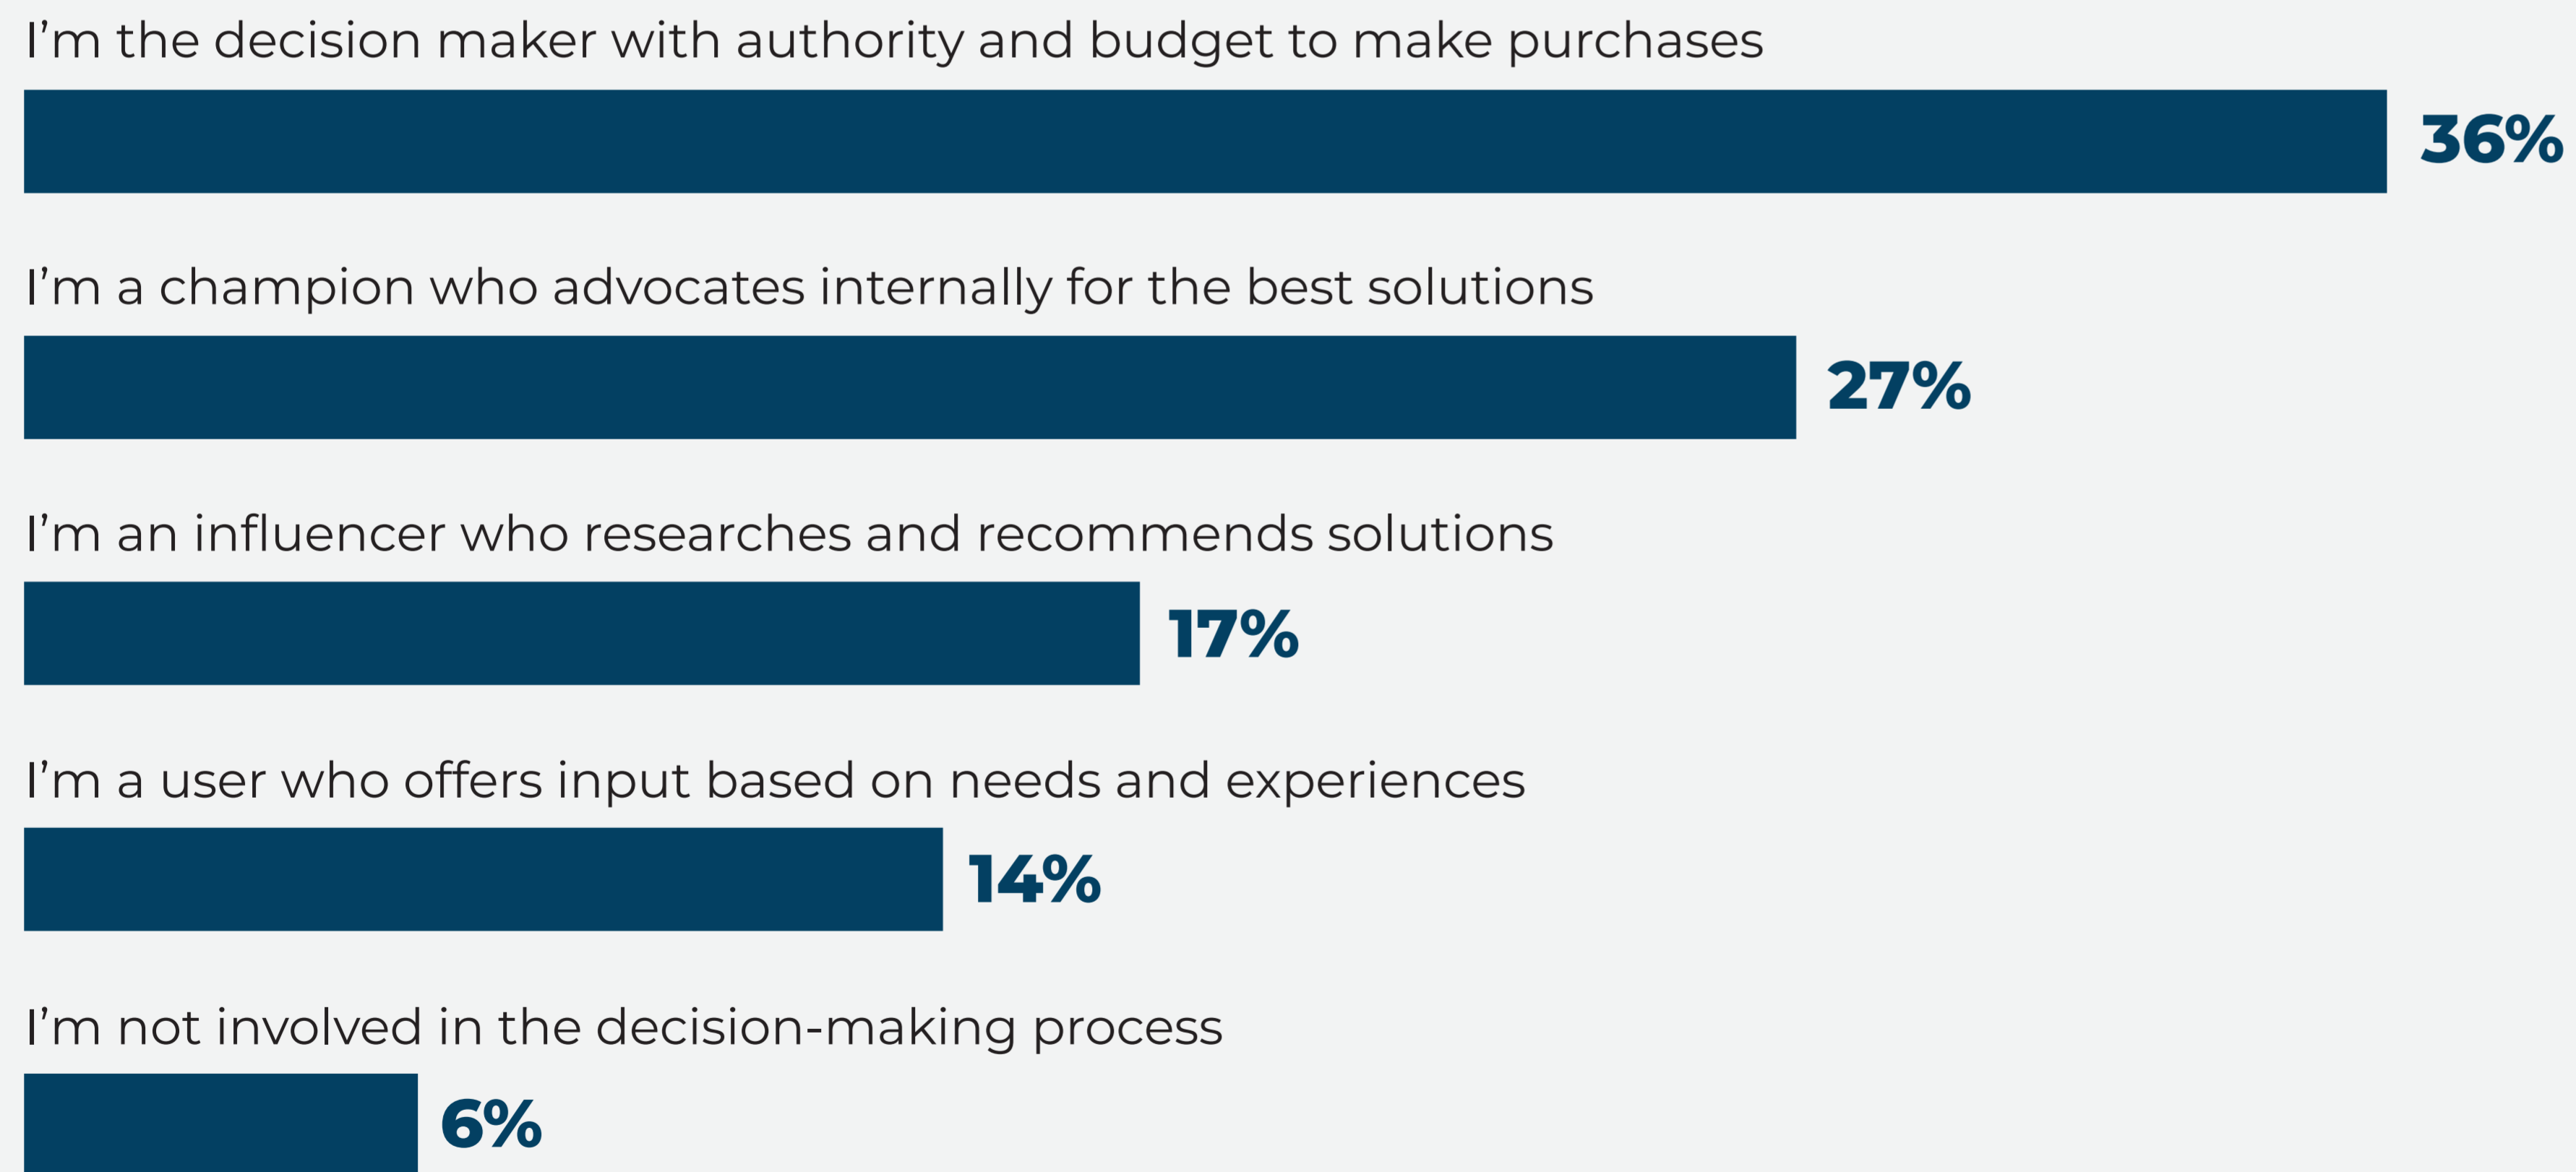 I’m the decision maker with authority and budget to make purchases
36%
I’m a champion who advocates internally for the best solutions
27%
I’m an influencer who researches and recommends solutions
17%
I’m a user who offers input based on needs and experiences
14%
I’m not involved in the decision-making process
6%